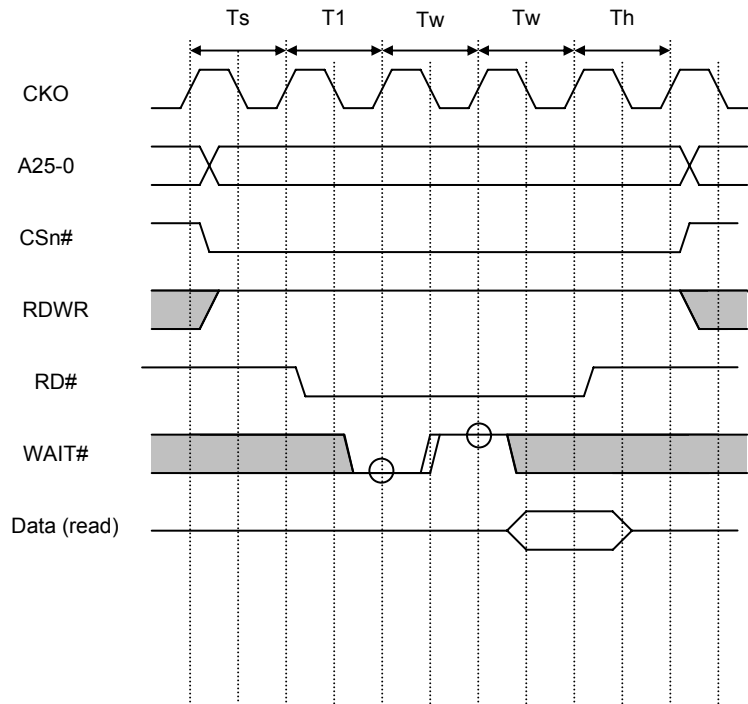 Ts T1 Tw Tw Th
CKO
A25-0
CSn#
RDWR
RD#
WAIT#
Data (read)